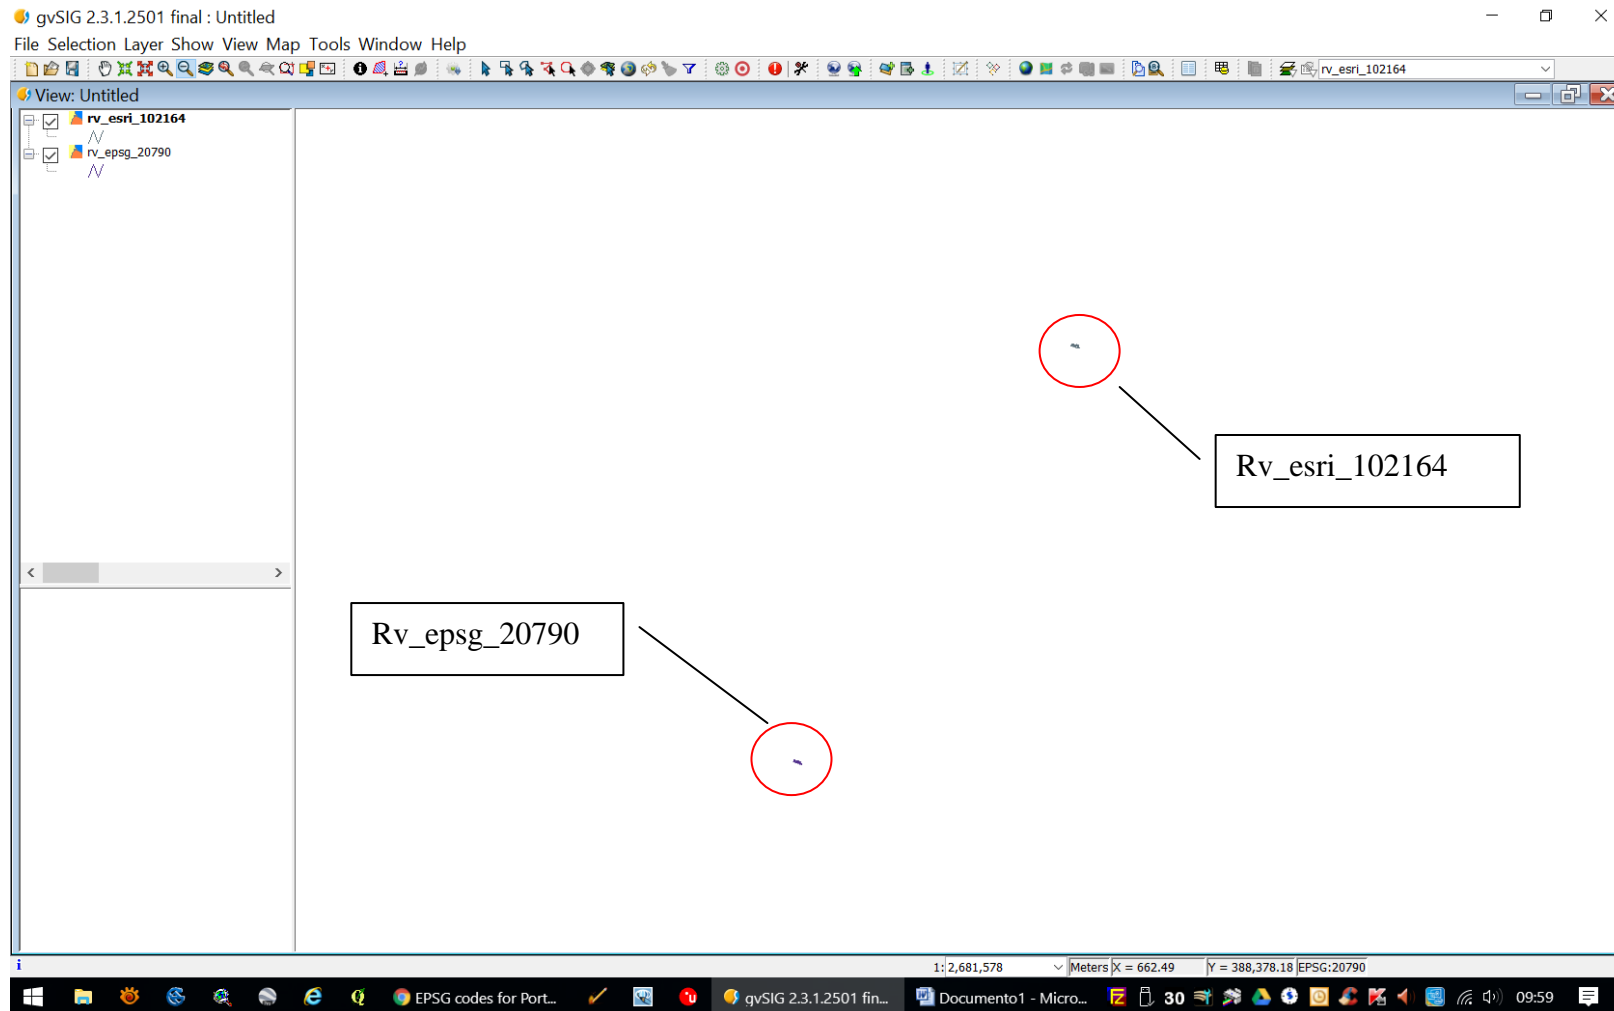 gvSIG 2.3.1.2501 final : Untitled
File Selection Layer Show View Map Tools Window Help
rv_esri_102164
View: Untitled
rv_esri_102164
rv_epsg_20790
Rv_esri_102164
Rv_epsg_20790
1: 2,681,578 Meters X = 662.49 Y = 388,378.18 EPSG:20790
EPSG codes for Port... gvSIG 2.3.1.2501 fin... Documento1 - Micro... 30 09:59